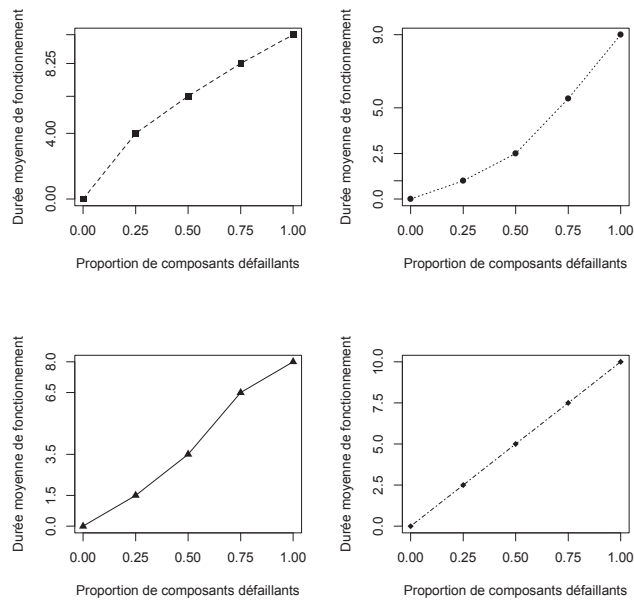 Durée moyenne de fonctionnement
0.00 4.00 8.25
0.00 0.25 0.50 0.75 1.00
Proportion de composants défaillants
Durée moyenne de fonctionnement
0.0 2.5 5.0 9.0
0.00 0.25 0.50 0.75 1.00
Proportion de composants défaillants
Durée moyenne de fonctionnement
0.0 1.5 3.5 6.5 8.0
0.00 0.25 0.50 0.75 1.00
Proportion de composants défaillants
Durée moyenne de fonctionnement
0.0 2.5 5.0 7.5 10.0
0.00 0.25 0.50 0.75 1.00
Proportion de composants défaillants